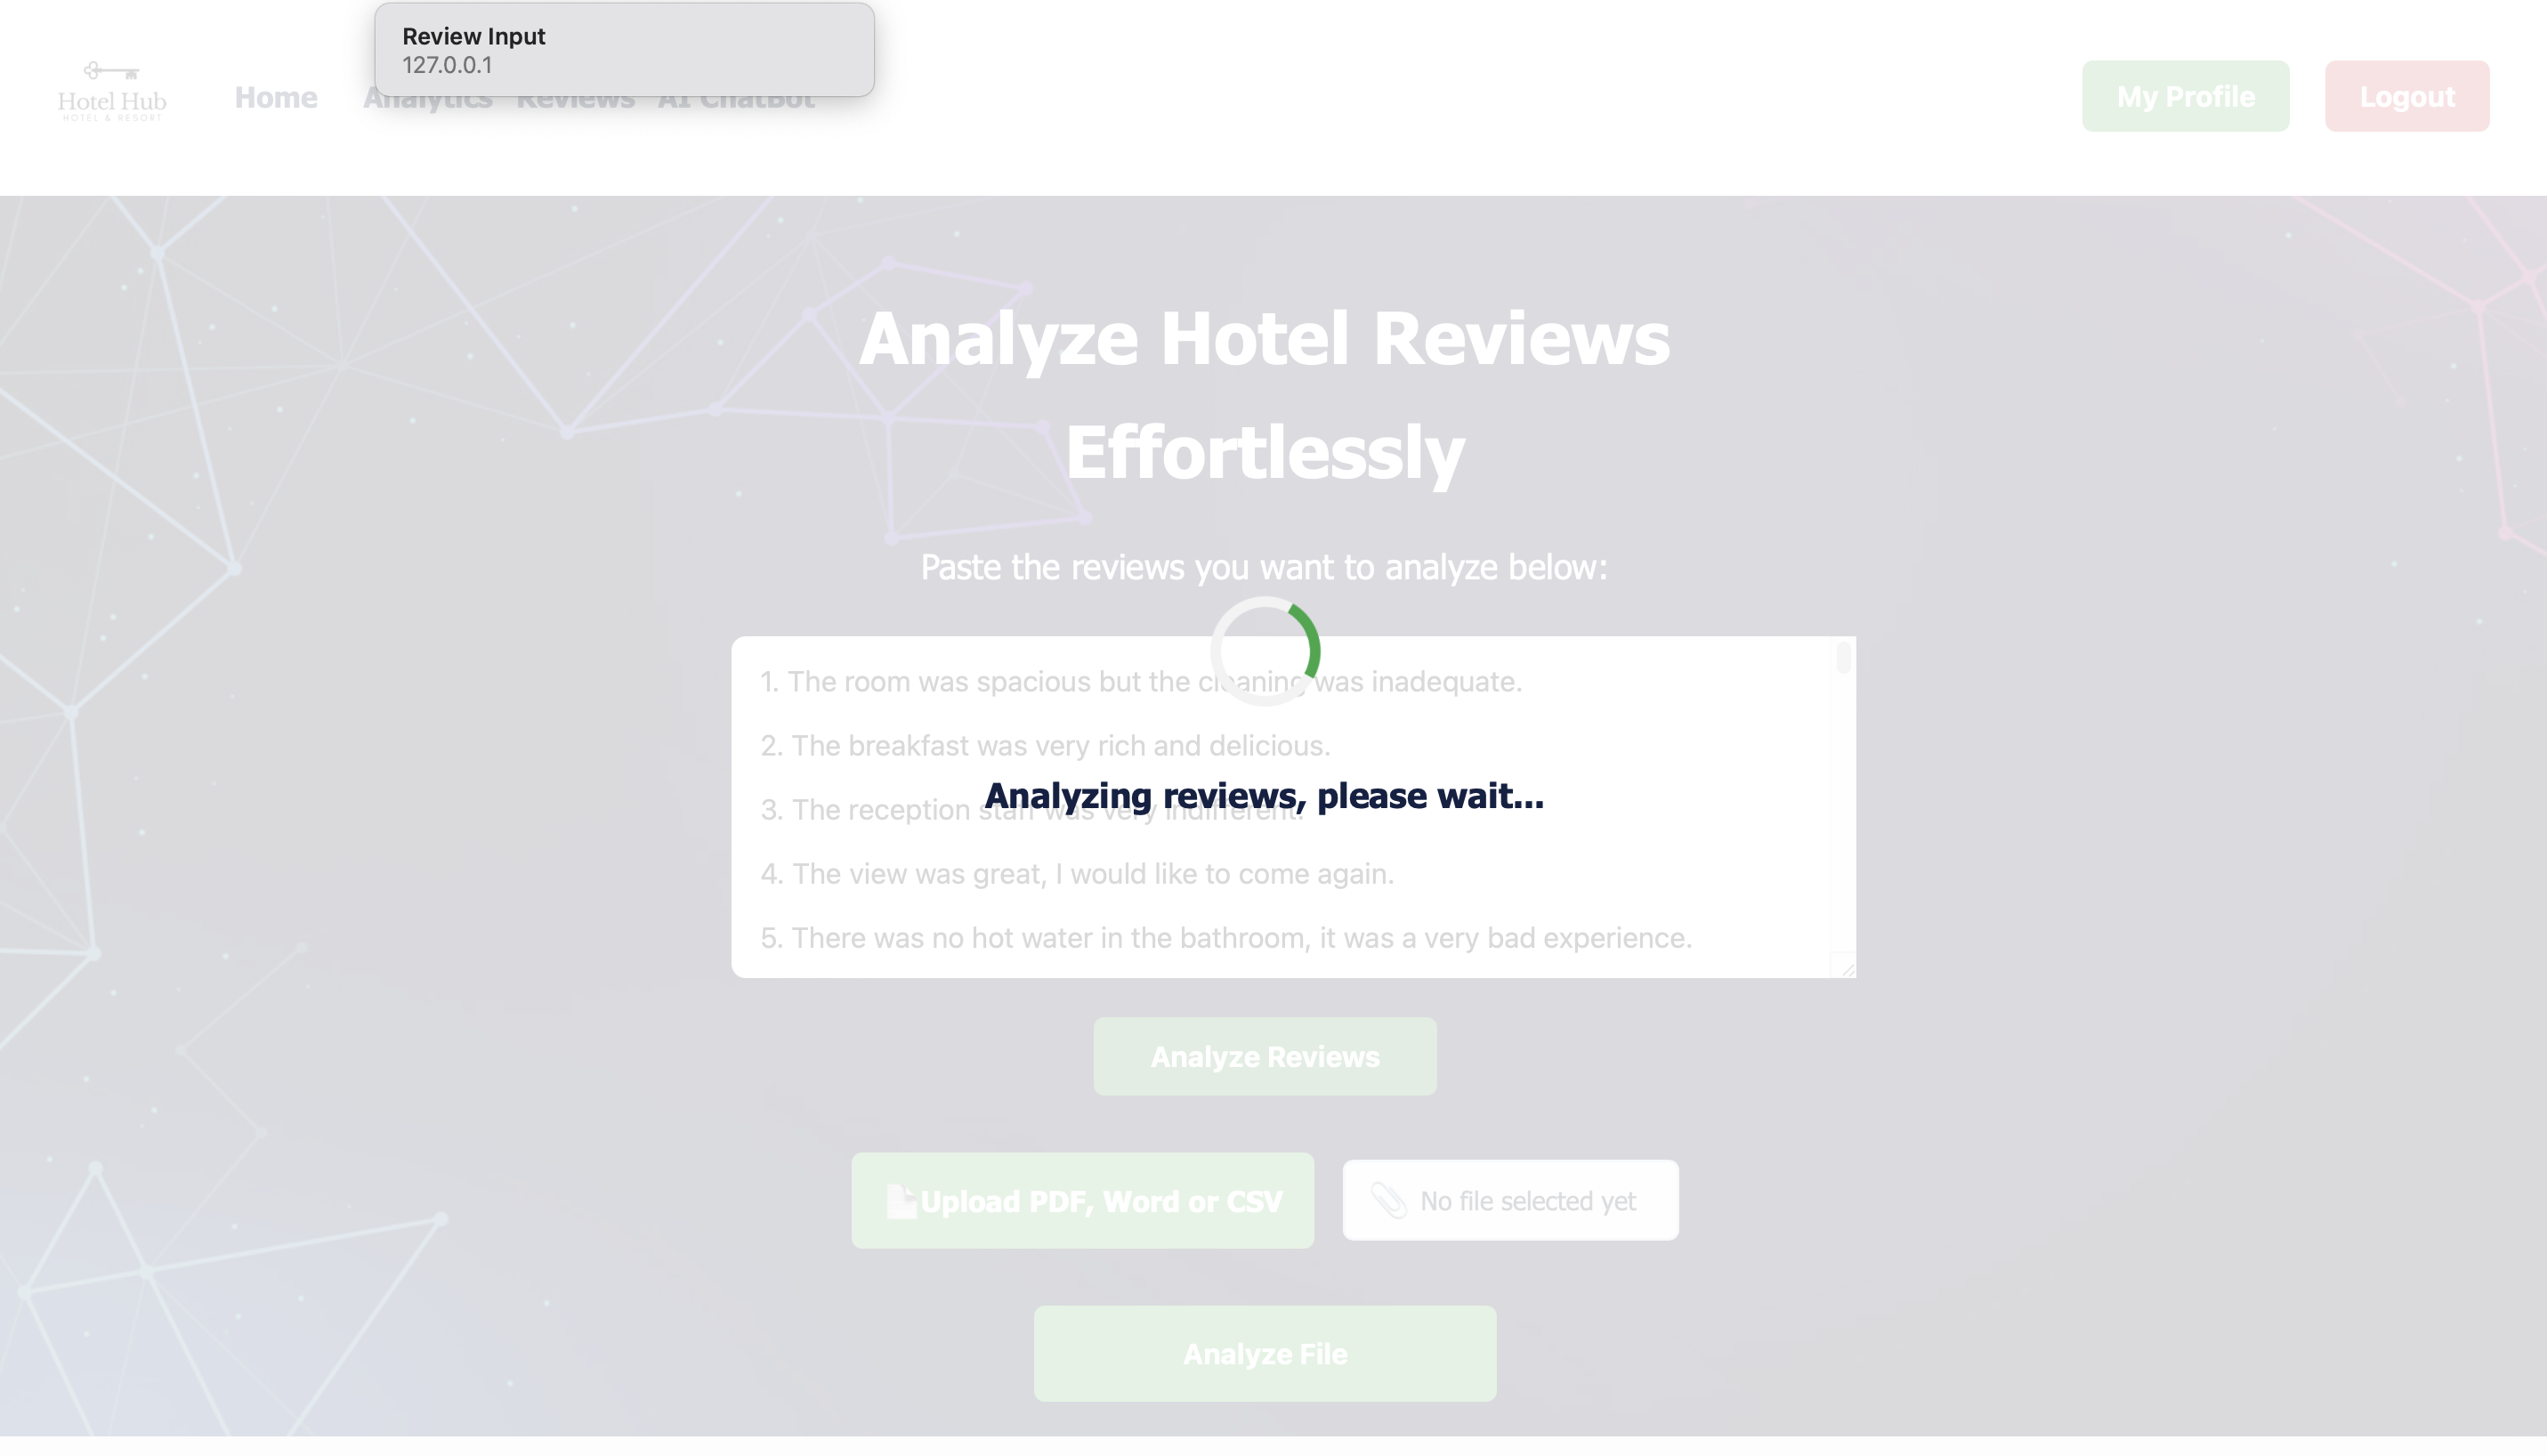 Review Input
127.0.0.1
Hotel Hub
HOTEL & RESORT
Home Analytics Reviews AI ChatBot
My Profile
Logout
Analyze Hotel Reviews
Effortlessly
Paste the reviews you want to analyze below:
1. The room was spacious but the cleaning was inadequate.
2. The breakfast was very rich and delicious.
Analyzing reviews, please wait...
3. The reception staff was very indifferent.
4. The view was great, I would like to come again.
5. There was no hot water in the bathroom, it was a very bad experience.
Analyze Reviews
Upload PDF, Word or CSV
No file selected yet
Analyze File